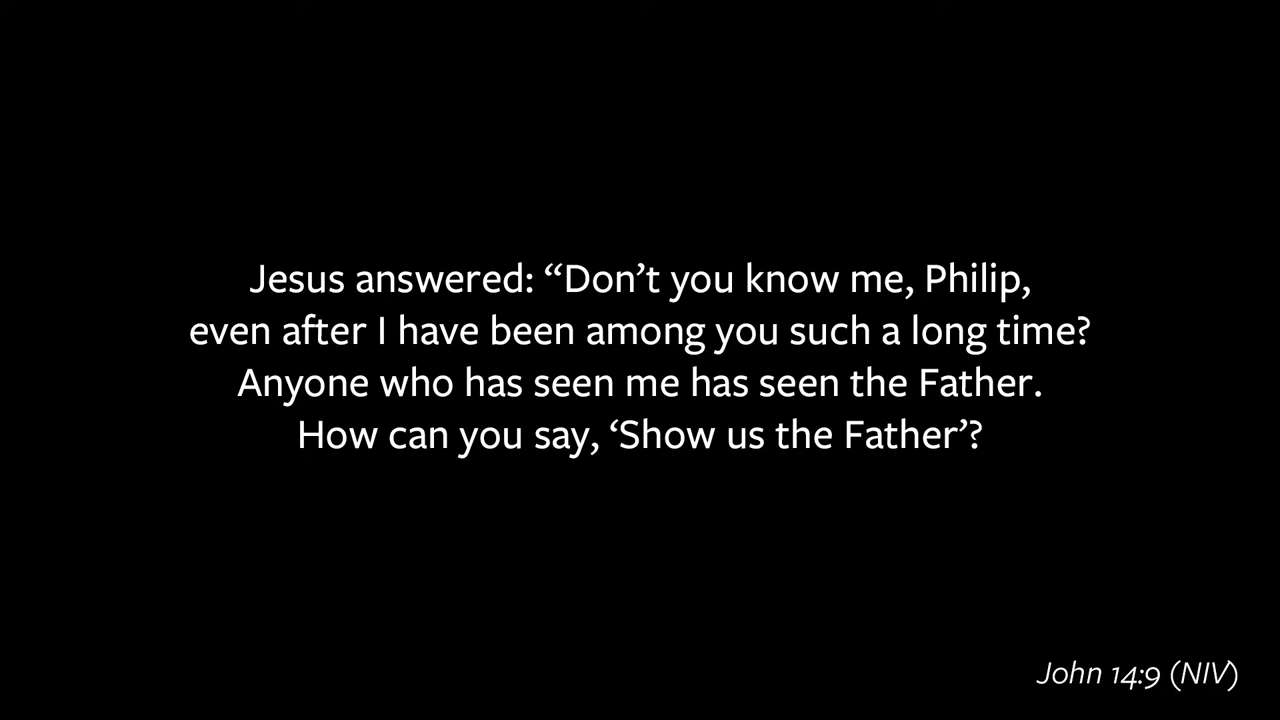 Jesus answered: “Don’t you know me, Philip,
even after I have been among you such a long time?
Anyone who has seen me has seen the Father.
How can you say, ‘Show us the Father’?
John 14:9 (NIV)